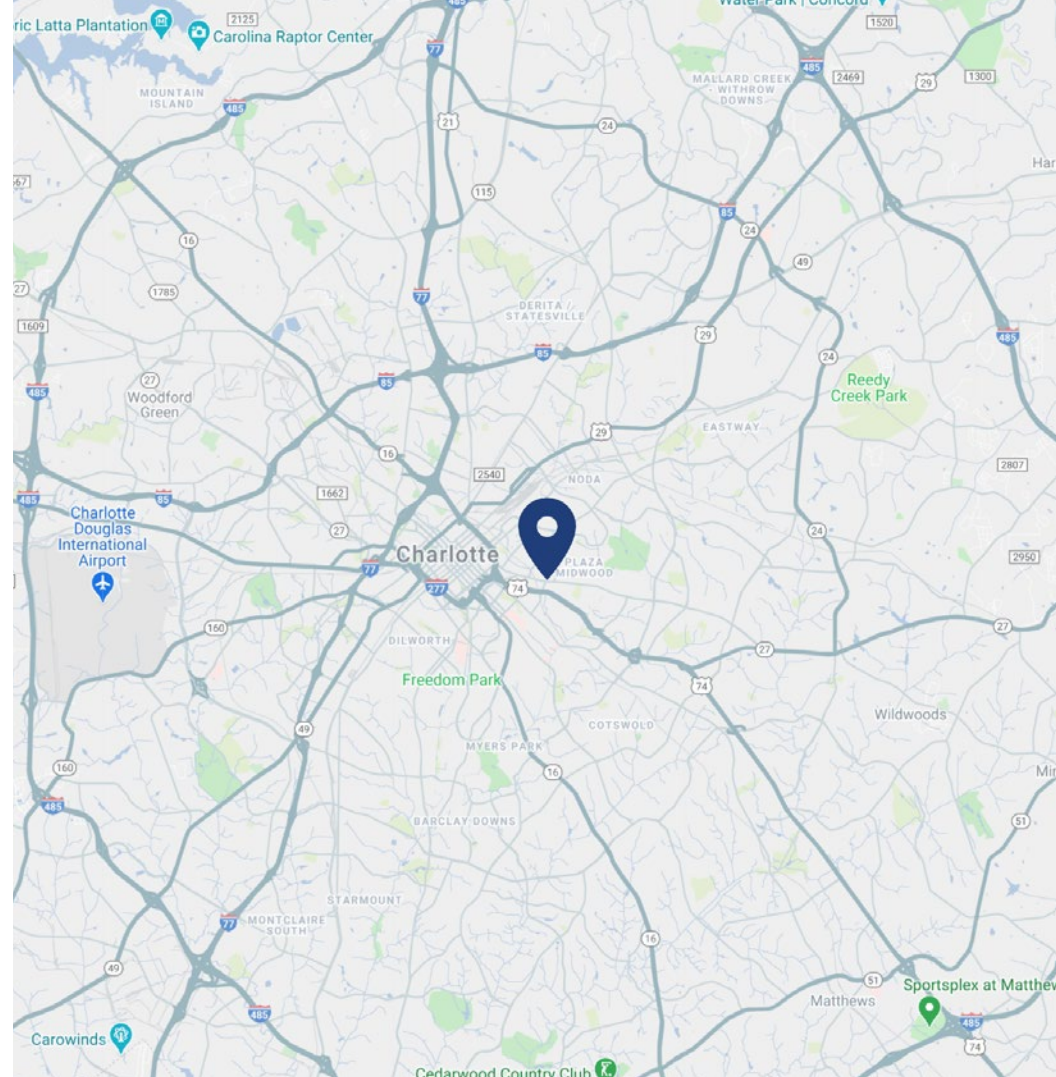 Water Park | Concord
ric Latta Plantation
2125
Carolina Raptor Center
485
77
1520
485
2469
1300
29
MALLARD CREEK
- WITHROW
DOWNS
MOUNTAIN
ISLAND
485
21
24
Har
115
85
24
16
49
27
1785
77
DERITA /
STATESVILLE
1609
29
485
85
24
27
85
485
Woodford
Green
Reedy
Creek Park
29
EASTWAY
16
2540
2807
NODA
1662
485
85
Charlotte
Douglas
International
Airport
27
24
Charlotte
2950
PLAZA
MIDWOOD
77
277
74
160
DILWORTH
27
27
Freedom Park
74
49
COTSWOLD
Wildwoods
MYERS PARK
160
16
485
BARCLAY DOWNS
51
STARMOUNT
MONTCLAIRE
SOUTH
77
16
49
51
Matthews
Sportsplex at Matthew
485
485
Carowinds
74
Cedarwood Country Club